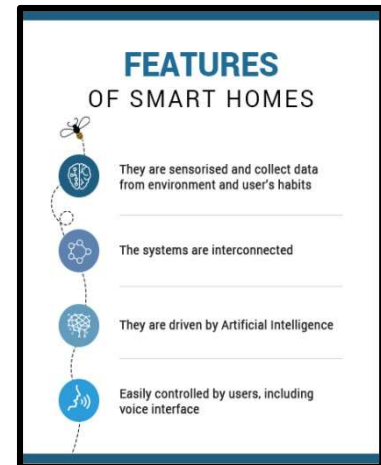 FEATURES
OF SMART HOMES
They are sensorised and collect data
from environment and user's habits
The systems are interconnected
They are driven by Artificial Intelligence
Easily controlled by users, including
voice interface